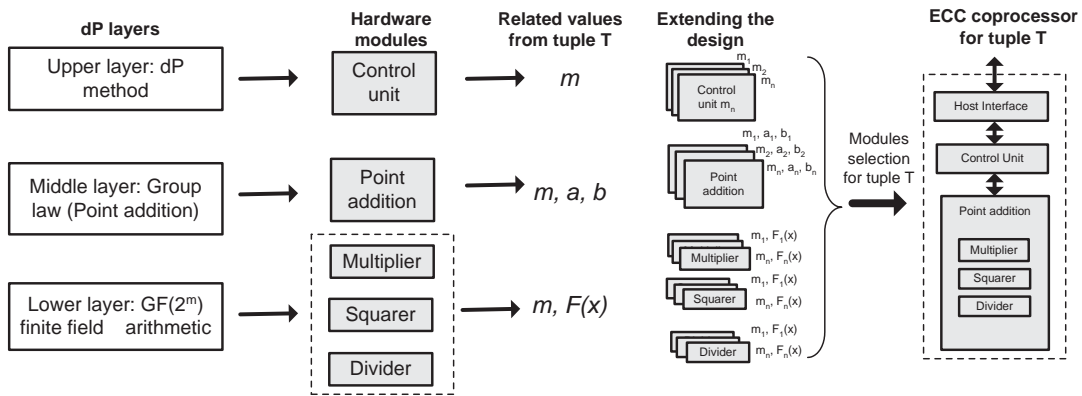 dP layers
Hardware
modules
Related values
from tuple T
Extending the
design
ECC coprocessor
for tuple T
Upper layer: dP
method
Control
unit
m
m₁
m₂
mₙ
Control
unit mₙ
Middle layer: Group
law (Point addition)
Point
addition
m, a, b
m₁, a₁, b₁
m₂, a₂, b₂
mₙ, aₙ, bₙ
Point
addition
Lower layer: GF(2ᵐ)
finite field arithmetic
Multiplier
Squarer
Divider
m, F(x)
m₁, F₁(x)
mₙ, Fₙ(x)
Multiplier
m₁, F₁(x)
mₙ, Fₙ(x)
Squarer
m₁, F₁(x)
mₙ, Fₙ(x)
Divider
Modules
selection
for tuple T
Host Interface
Control Unit
Point addition
Multiplier
Squarer
Divider